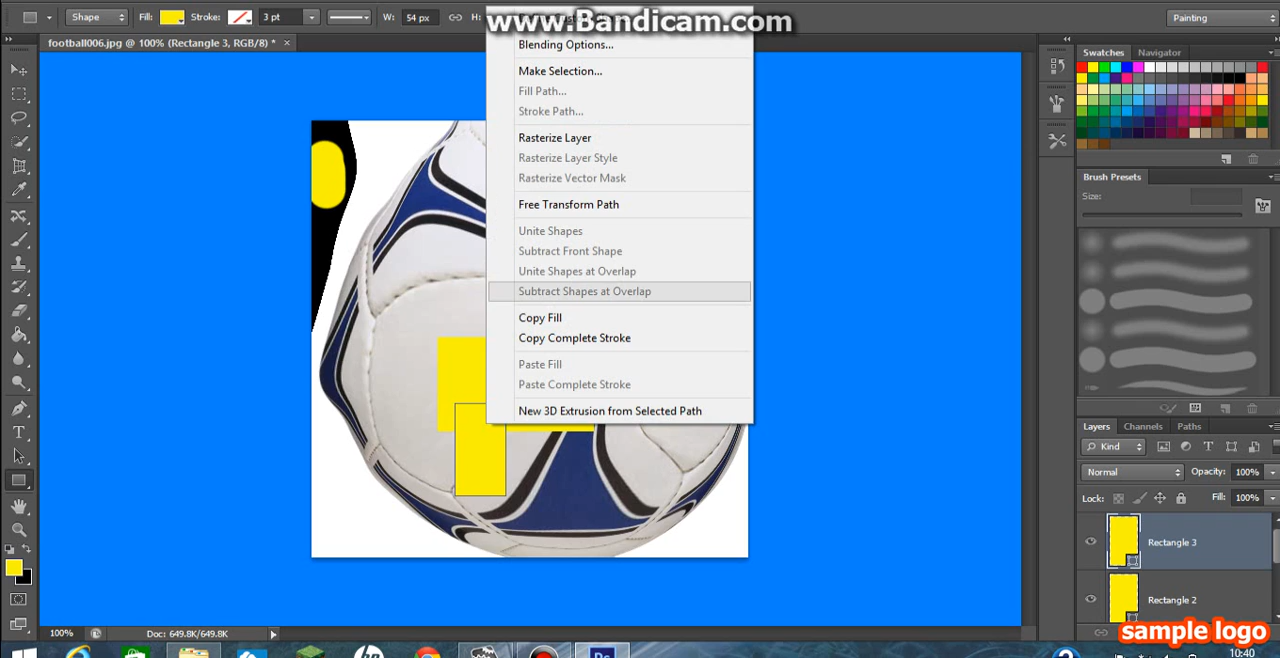 Shape Fill: Stroke: 3 pt W: 54 px H:
www.Bandicam.com
Painting
football006.jpg @ 100% (Rectangle 3, RGB/8) * ×
Blending Options...
Make Selection...
Fill Path...
Stroke Path...
Rasterize Layer
Rasterize Layer Style
Rasterize Vector Mask
Free Transform Path
Unite Shapes
Subtract Front Shape
Unite Shapes at Overlap
Subtract Shapes at Overlap
Copy Fill
Copy Complete Stroke
Paste Fill
Paste Complete Stroke
New 3D Extrusion from Selected Path
Swatches Navigator
Brush Presets
Size:
Layers Channels Paths
Kind
Normal Opacity: 100%
Lock: Fill: 100%
Rectangle 3
Rectangle 2
100% Doc: 649.8K/649.8K
sample logo
hp Ps ? 10:40